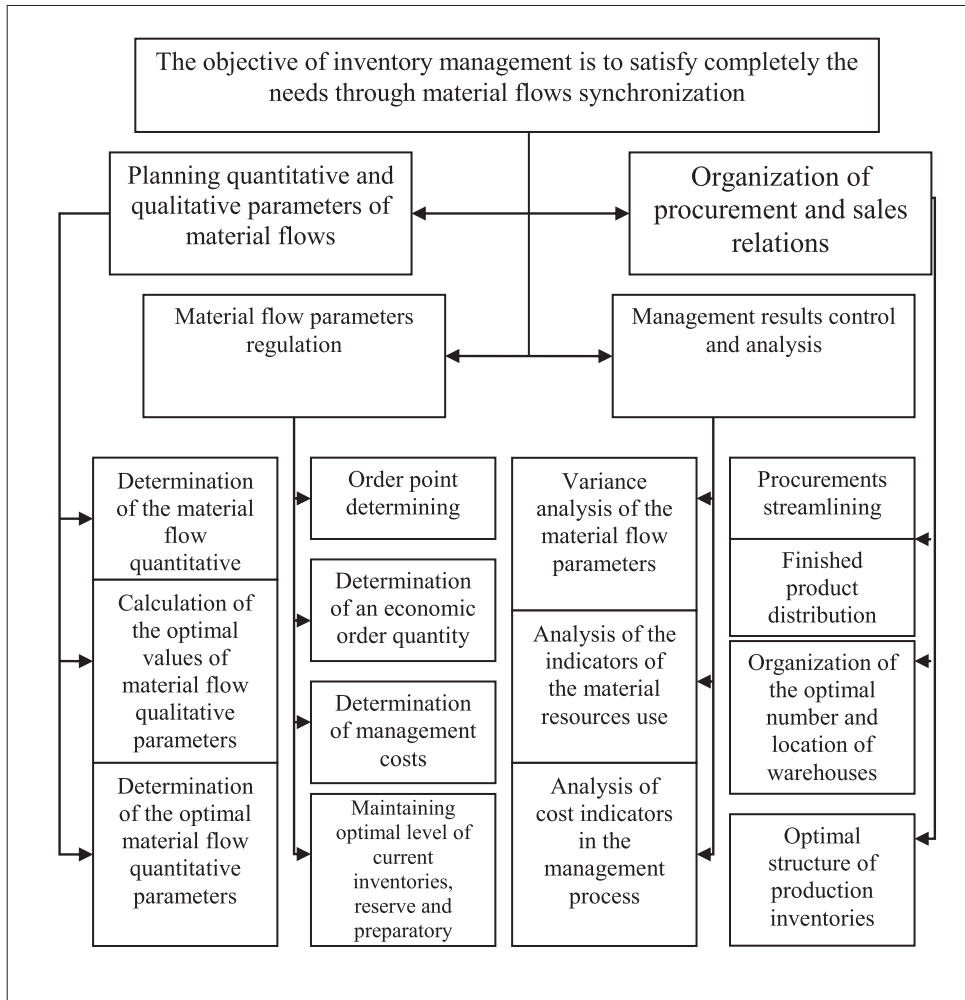 The objective of inventory management is to satisfy completely the
needs through material flows synchronization
Planning quantitative and
qualitative parameters of
material flows
Organization of
procurement and sales
relations
Material flow parameters
regulation
Management results control
and analysis
Determination
of the material
flow
quantitative
Calculation of
the optimal
values of
material flow
qualitative
parameters
Determination
of the optimal
material flow
quantitative
parameters
Order point
determining
Determination
of an economic
order quantity
Determination
of management
costs
Maintaining
optimal level of
current
inventories,
reserve and
preparatory
Variance
analysis of the
material flow
parameters
Analysis of the
indicators of
the material
resources use
Analysis of
cost indicators
in the
management
process
Procurements
streamlining
Finished
product
distribution
Organization of
the optimal
number and
location of
warehouses
Optimal
structure of
production
inventories